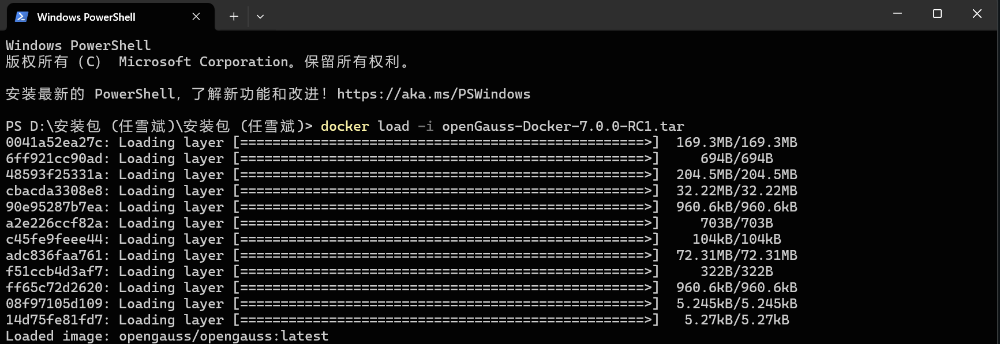 Windows PowerShell
Windows PowerShell
版权所有 (C) Microsoft Corporation。保留所有权利。
安装最新的 PowerShell，了解新功能和改进！https://aka.ms/PSWindows
PS D:\安装包 (任雪斌)\安装包 (任雪斌)> docker load -i openGauss-Docker-7.0.0-RC1.tar
0041a52ea27c: Loading layer [==================================================>]  169.3MB/169.3MB
6ff921cc90ad: Loading layer [==================================================>]     694B/694B
48593f25331a: Loading layer [==================================================>]  204.5MB/204.5MB
cbacda3308e8: Loading layer [==================================================>]  32.22MB/32.22MB
90e95287b7ea: Loading layer [==================================================>]  960.6kB/960.6kB
a2e226ccf82a: Loading layer [==================================================>]     703B/703B
c45fe9feee44: Loading layer [==================================================>]    104kB/104kB
adc836faa761: Loading layer [==================================================>]  72.31MB/72.31MB
f51ccb4d3af7: Loading layer [==================================================>]     322B/322B
ff65c72d2620: Loading layer [==================================================>]  960.6kB/960.6kB
08f97105d109: Loading layer [==================================================>]  5.245kB/5.245kB
14d75fe81fd7: Loading layer [==================================================>]   5.27kB/5.27kB
Loaded image: opengauss/opengauss:latest